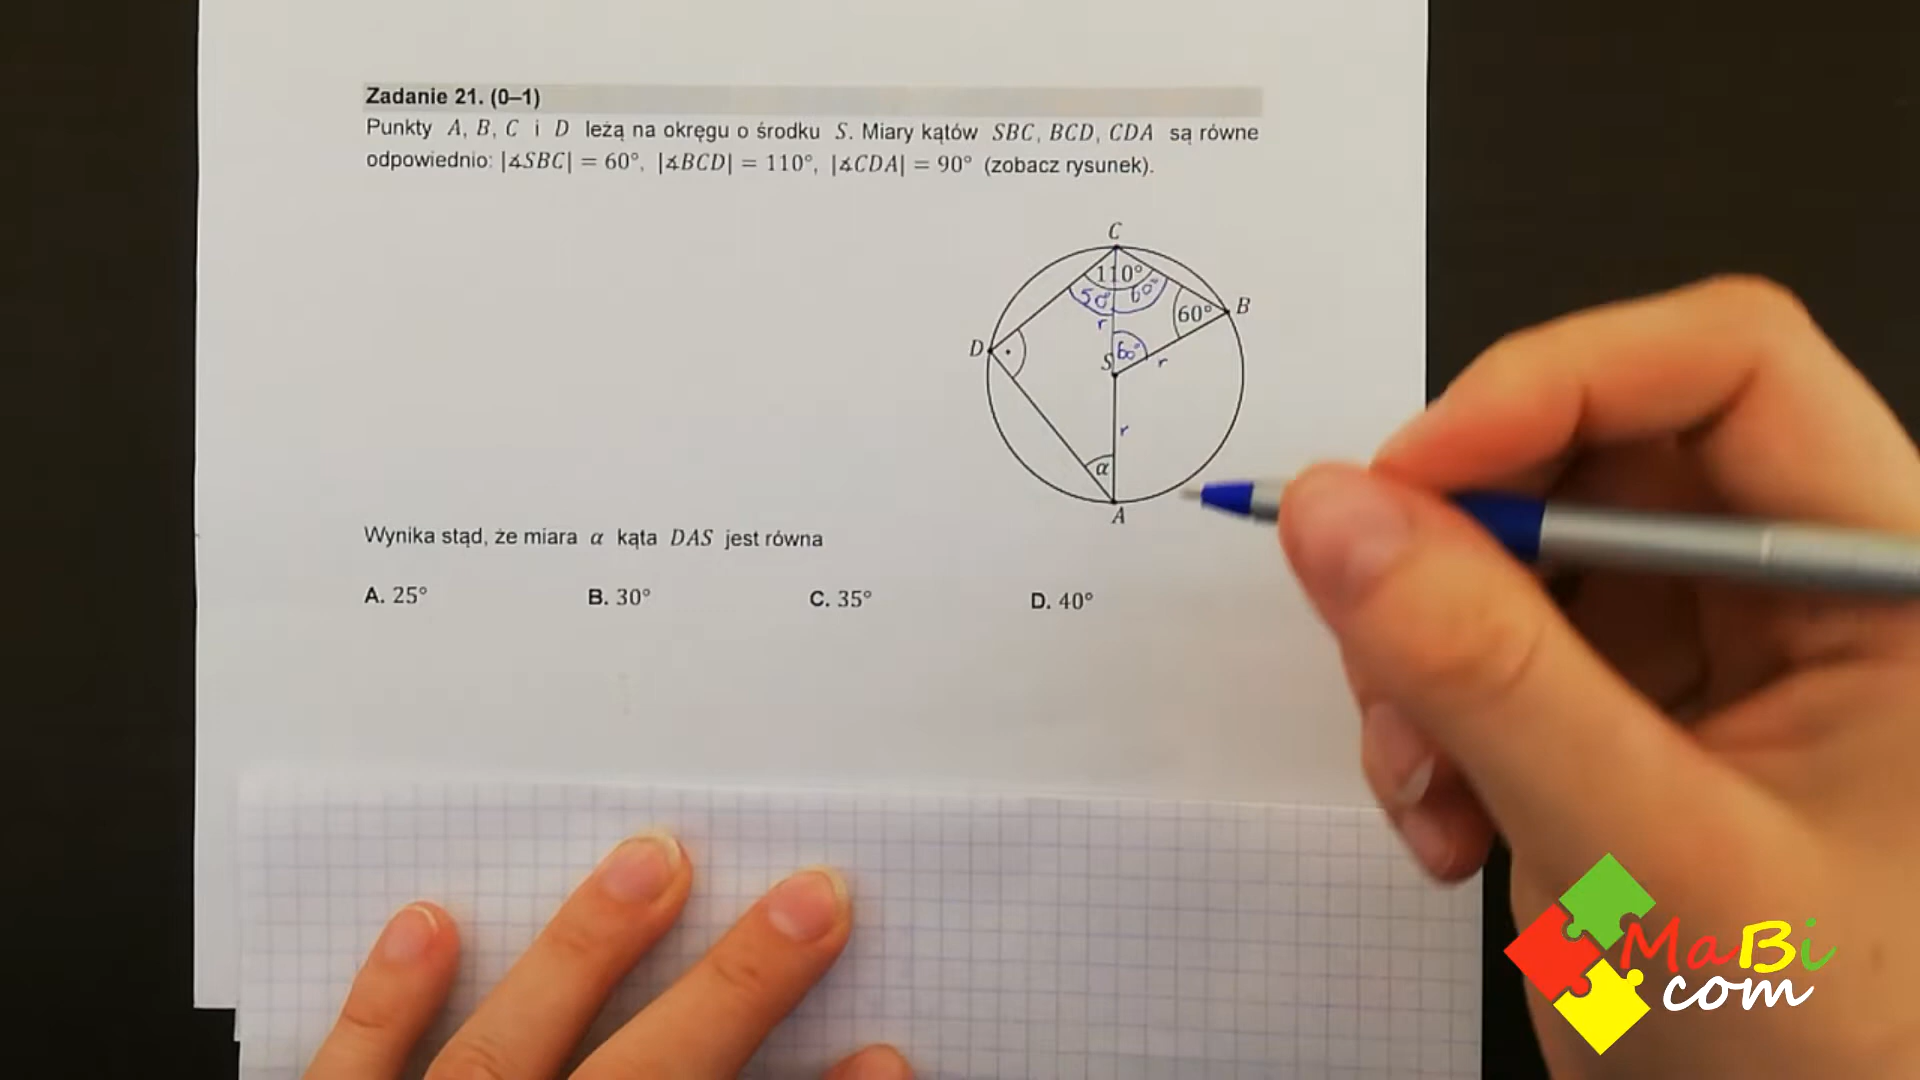 Zadanie 21. (0–1)
Punkty A, B, C i D leżą na okręgu o środku S. Miary kątów SBC, BCD, CDA są równe
odpowiednio: |∡SBC| = 60°, |∡BCD| = 110°, |∡CDA| = 90° (zobacz rysunek).
C
110°
50° 60°
B
60°
r
D
60°
S
r
r
α
A
Wynika stąd, że miara α kąta DAS jest równa
A. 25° B. 30° C. 35° D. 40°
MaBi
com